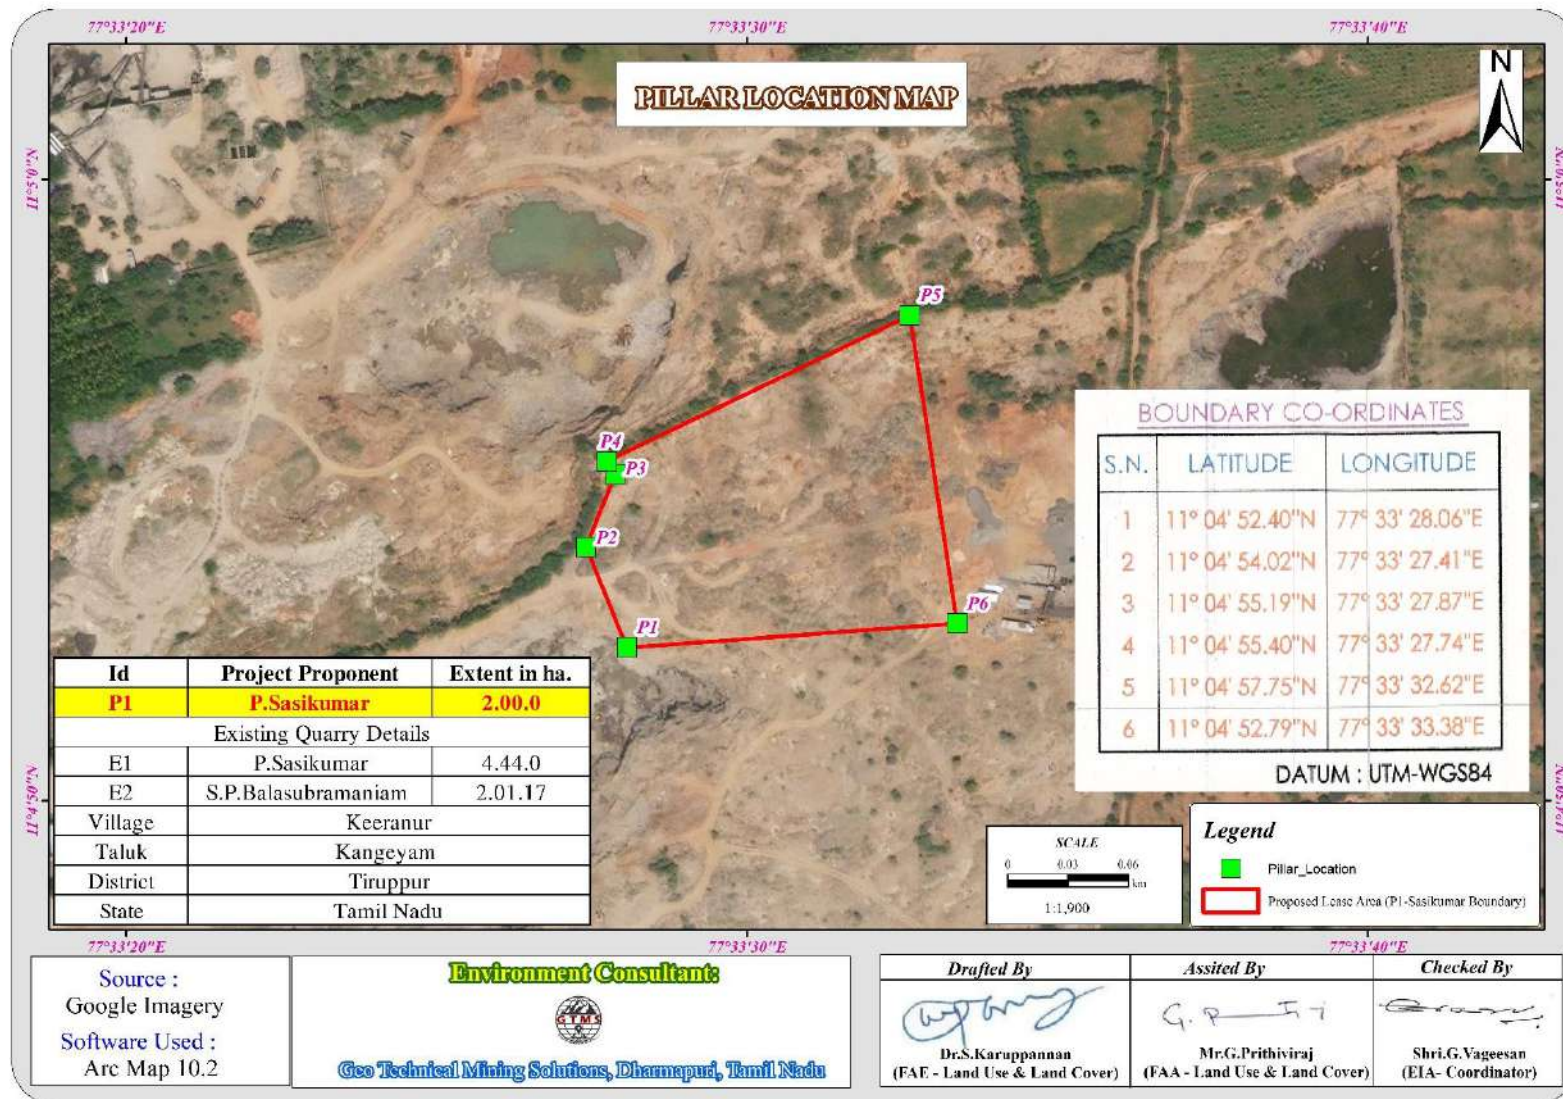 77°33'20"E 77°33'30"E 77°33'40"E
PILLAR LOCATION MAP
N
11°5'0"N 11°5'0"N
P5
P4
P3
P2
P6
P1
BOUNDARY CO-ORDINATES
S.N. LATITUDE LONGITUDE
1 11° 04' 52.40"N 77° 33' 28.06"E
2 11° 04' 54.02"N 77° 33' 27.41"E
3 11° 04' 55.19"N 77° 33' 27.87"E
4 11° 04' 55.40"N 77° 33' 27.74"E
5 11° 04' 57.75"N 77° 33' 32.62"E
6 11° 04' 52.79"N 77° 33' 33.38"E
DATUM : UTM-WGS84
Id Project Proponent Extent in ha.
P1 P.Sasikumar 2.00.0
Existing Quarry Details
E1 P.Sasikumar 4.44.0
E2 S.P.Balasubramaniam 2.01.17
Village Keeranur
Taluk Kangeyam
District Tiruppur
State Tamil Nadu
11°4'50"N 11°4'50"N
SCALE
0 0.03 0.06
km
1:1,900
Legend
Pillar_Location
Proposed Lease Area (P1-Sasikumar Boundary)
77°33'20"E 77°33'30"E 77°33'40"E
Source :
Google Imagery
Software Used :
Arc Map 10.2
Environment Consultant:
GTMS
Geo Technical Mining Solutions, Dharmapuri, Tamil Nadu
Drafted By Assited By Checked By
Dr.S.Karuppannan Mr.G.Prithiviraj Shri.G.Vageesan
(FAE - Land Use & Land Cover) (FAA - Land Use & Land Cover) (EIA- Coordinator)